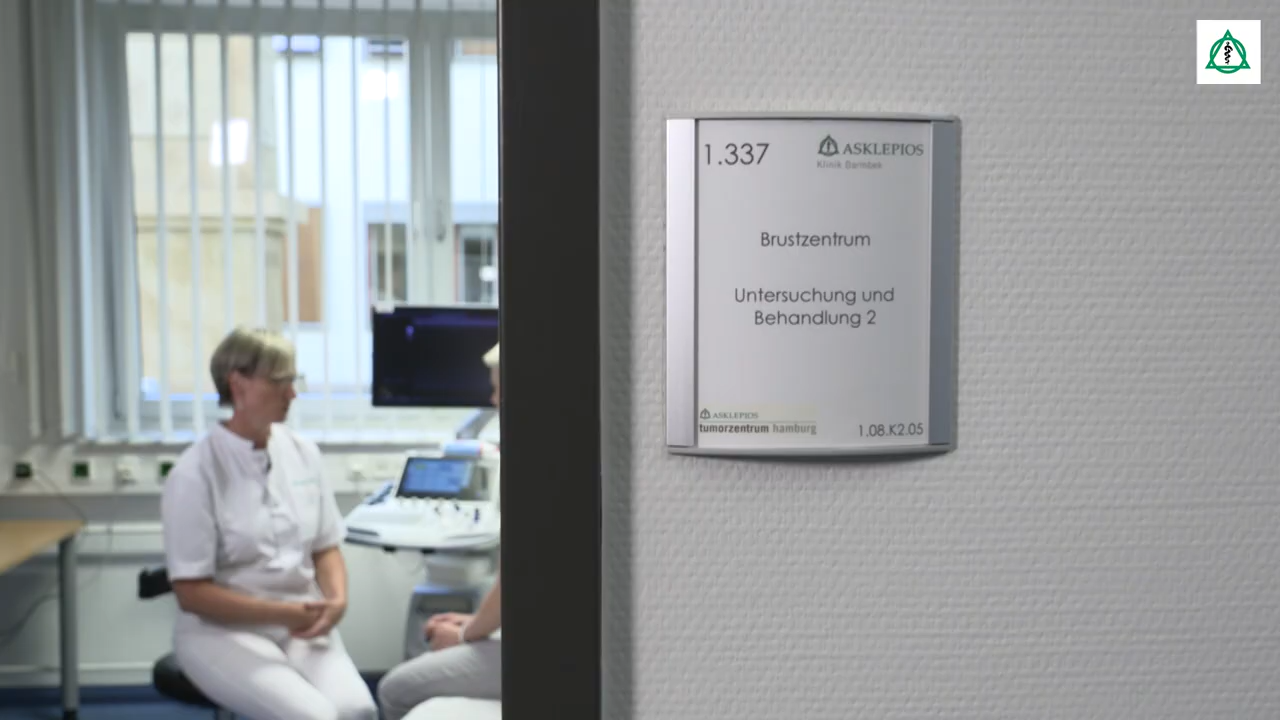 1.337
ASKLEPIOS
Klinik Barmbek
Brustzentrum
Untersuchung und
Behandlung 2
ASKLEPIOS
tumorzentrum hamburg
1.08.K2.05